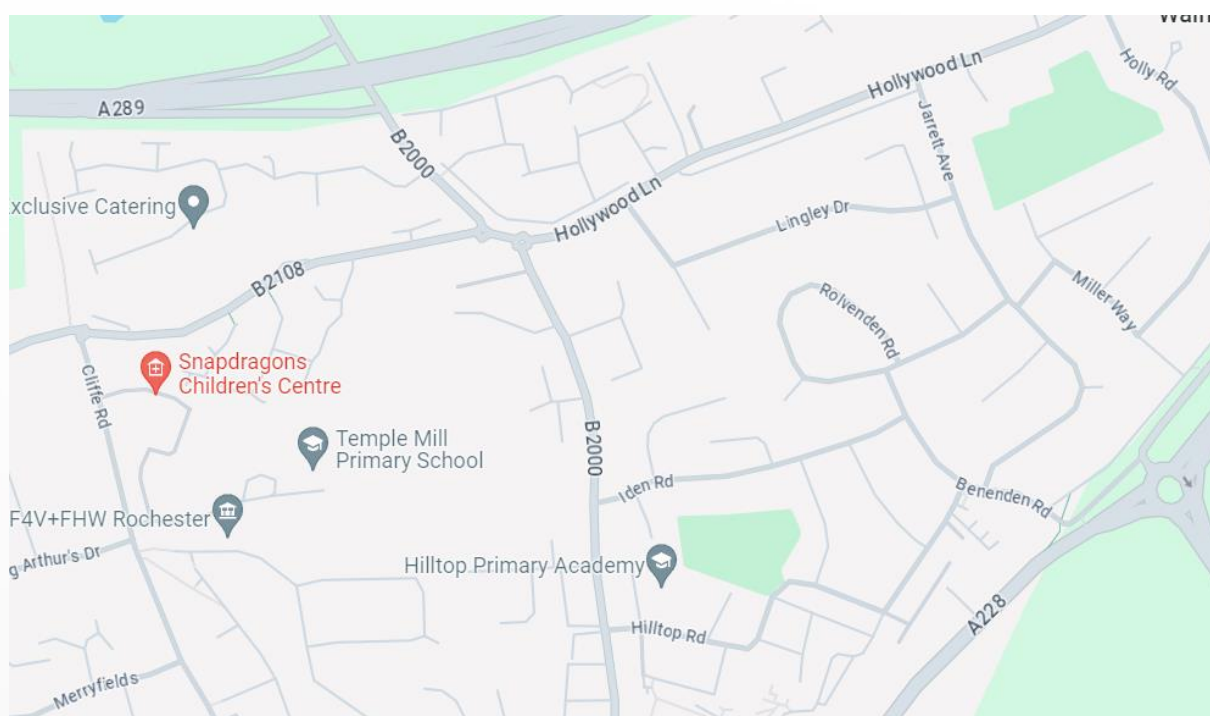 A289
B2000
Hollywood Ln
Holly Rd
Jarrett Ave
xclusive Catering
Hollywood Ln
Lingley Dr
B2108
Rolvenden Rd
Miller Way
Snapdragons
Children's Centre
Cliffe Rd
Temple Mill
Primary School
B2000
Iden Rd
Benenden Rd
F4V+FHW Rochester
g Arthur's Dr
Hilltop Primary Academy
A228
Hilltop Rd
Merryfields